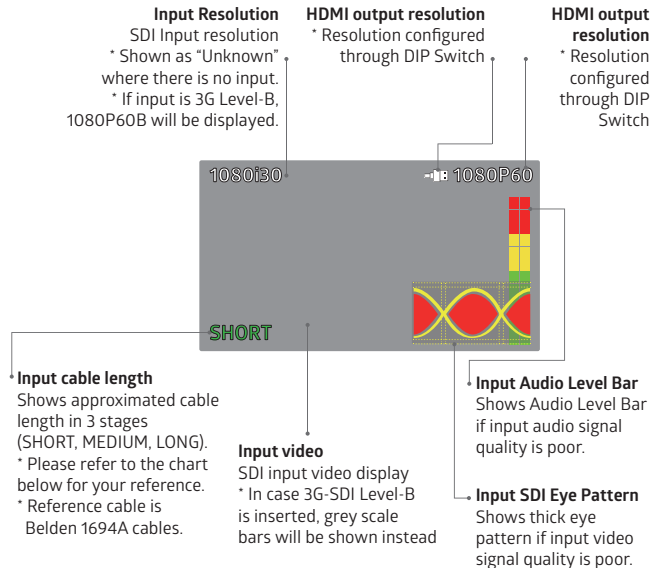 Input Resolution
SDI Input resolution
* Shown as “Unknown”
where there is no input.
* If input is 3G Level-B,
1080P60B will be displayed.
HDMI output resolution
* Resolution configured
through DIP Switch
HDMI output
resolution
* Resolution
configured
through DIP
Switch
1080i30
1080P60
SHORT
Input cable length
Shows approximated cable
length in 3 stages
(SHORT, MEDIUM, LONG).
* Please refer to the chart
below for your reference.
* Reference cable is
Belden 1694A cables.
Input video
SDI input video display
* In case 3G-SDI Level-B
is inserted, grey scale
bars will be shown instead
Input Audio Level Bar
Shows Audio Level Bar
if input audio signal
quality is poor.
Input SDI Eye Pattern
Shows thick eye
pattern if input video
signal quality is poor.